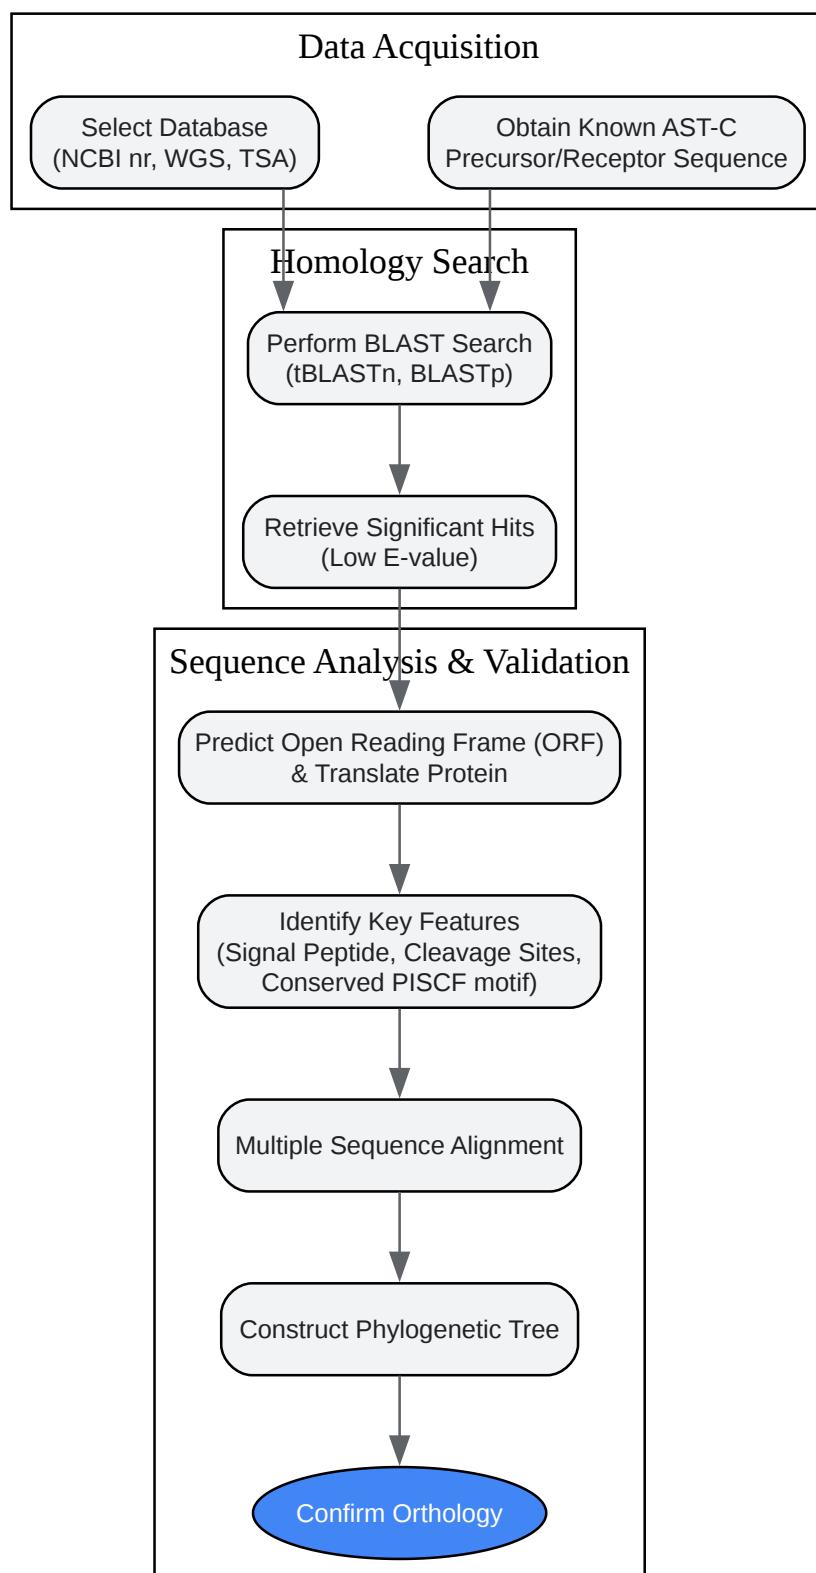 Data Acquisition
Select Database
(NCBI nr, WGS, TSA)
Obtain Known AST-C
Precursor/Receptor Sequence
Homology Search
Perform BLAST Search
(tBLASTn, BLASTp)
Retrieve Significant Hits
(Low E-value)
Sequence Analysis & Validation
Predict Open Reading Frame (ORF)
& Translate Protein
Identify Key Features
(Signal Peptide, Cleavage Sites,
Conserved PISCF motif)
Multiple Sequence Alignment
Construct Phylogenetic Tree
Confirm Orthology